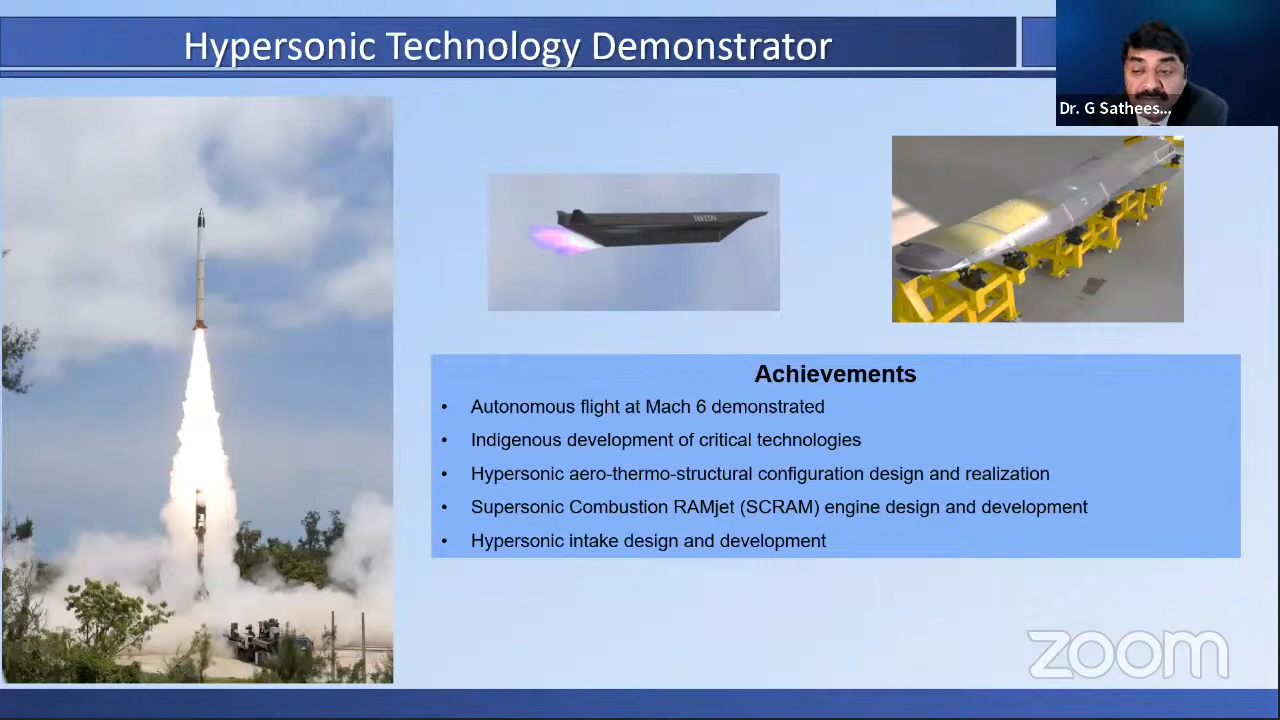 Hypersonic Technology Demonstrator
Dr. G Sathees...
HSTDV
Achievements
• Autonomous flight at Mach 6 demonstrated
• Indigenous development of critical technologies
• Hypersonic aero-thermo-structural configuration design and realization
• Supersonic Combustion RAMjet (SCRAM) engine design and development
• Hypersonic intake design and development
zoom